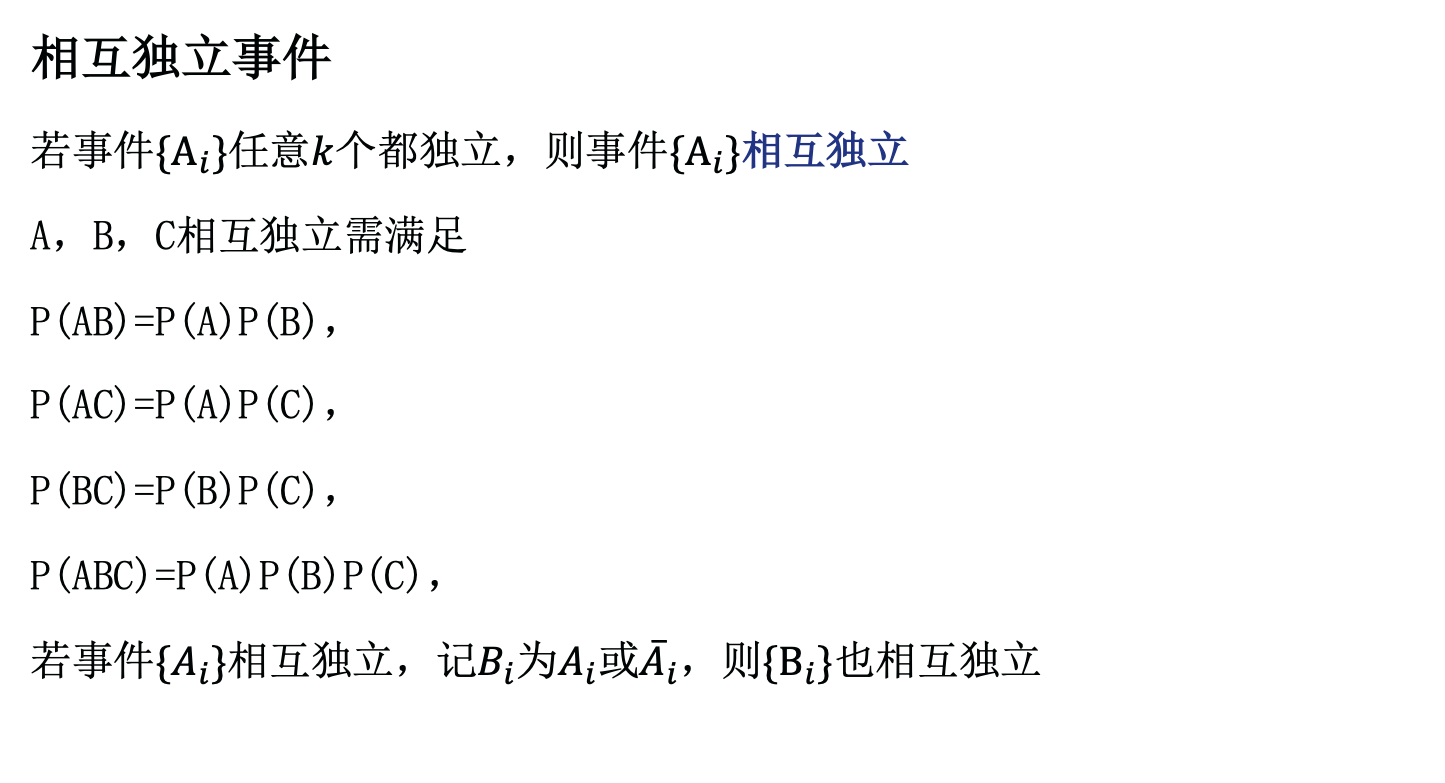 相互独立事件
若事件{Aᵢ}任意k个都独立，则事件{Aᵢ}相互独立
A，B，C相互独立需满足
P(AB)=P(A)P(B)，
P(AC)=P(A)P(C)，
P(BC)=P(B)P(C)，
P(ABC)=P(A)P(B)P(C)，
若事件{Aᵢ}相互独立，记Bᵢ为Aᵢ或Āᵢ，则{Bᵢ}也相互独立